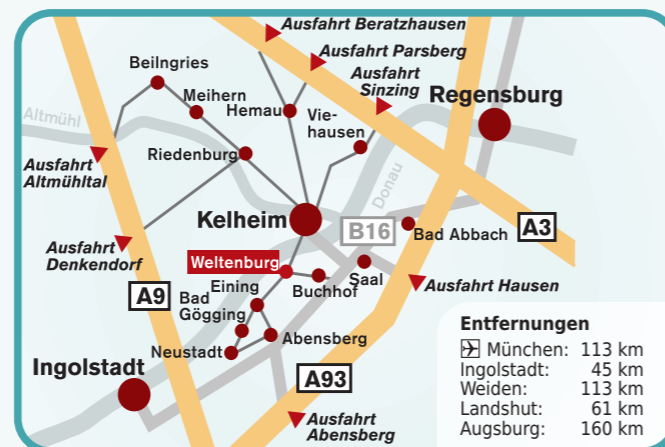 Ausfahrt Beratzhausen
Ausfahrt Parsberg
Ausfahrt
Sinzing
Beilngries
Meihern
Hemau
Vie-
hausen
Regensburg
Altmühl
Riedenburg
Ausfahrt
Altmühltal
Donau
Kelheim
B16
Bad Abbach
A3
Ausfahrt
Denkendorf
Weltenburg
Saal
Ausfahrt Hausen
A9
Eining
Buchhof
Bad
Gögging
Neustadt
Abensberg
Ingolstadt
A93
Ausfahrt
Abensberg
Entfernungen
München: 113 km
Ingolstadt: 45 km
Weiden: 113 km
Landshut: 61 km
Augsburg: 160 km